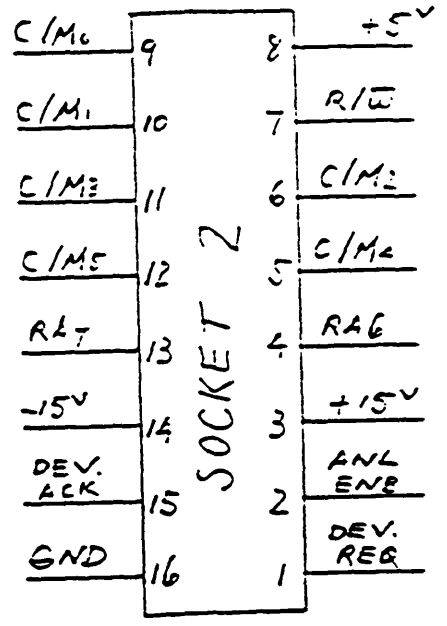 C/M0 9 8 +5V
C/M1 10 7 R/W̅
C/M3 11 6 C/M2
C/M5 12 5 C/M4
RA7 13 4 RA6
-15V 14 3 +15V
DEV. ACK 15 2 ANL ENB
GND 16 1 DEV. REQ
SOCKET 2